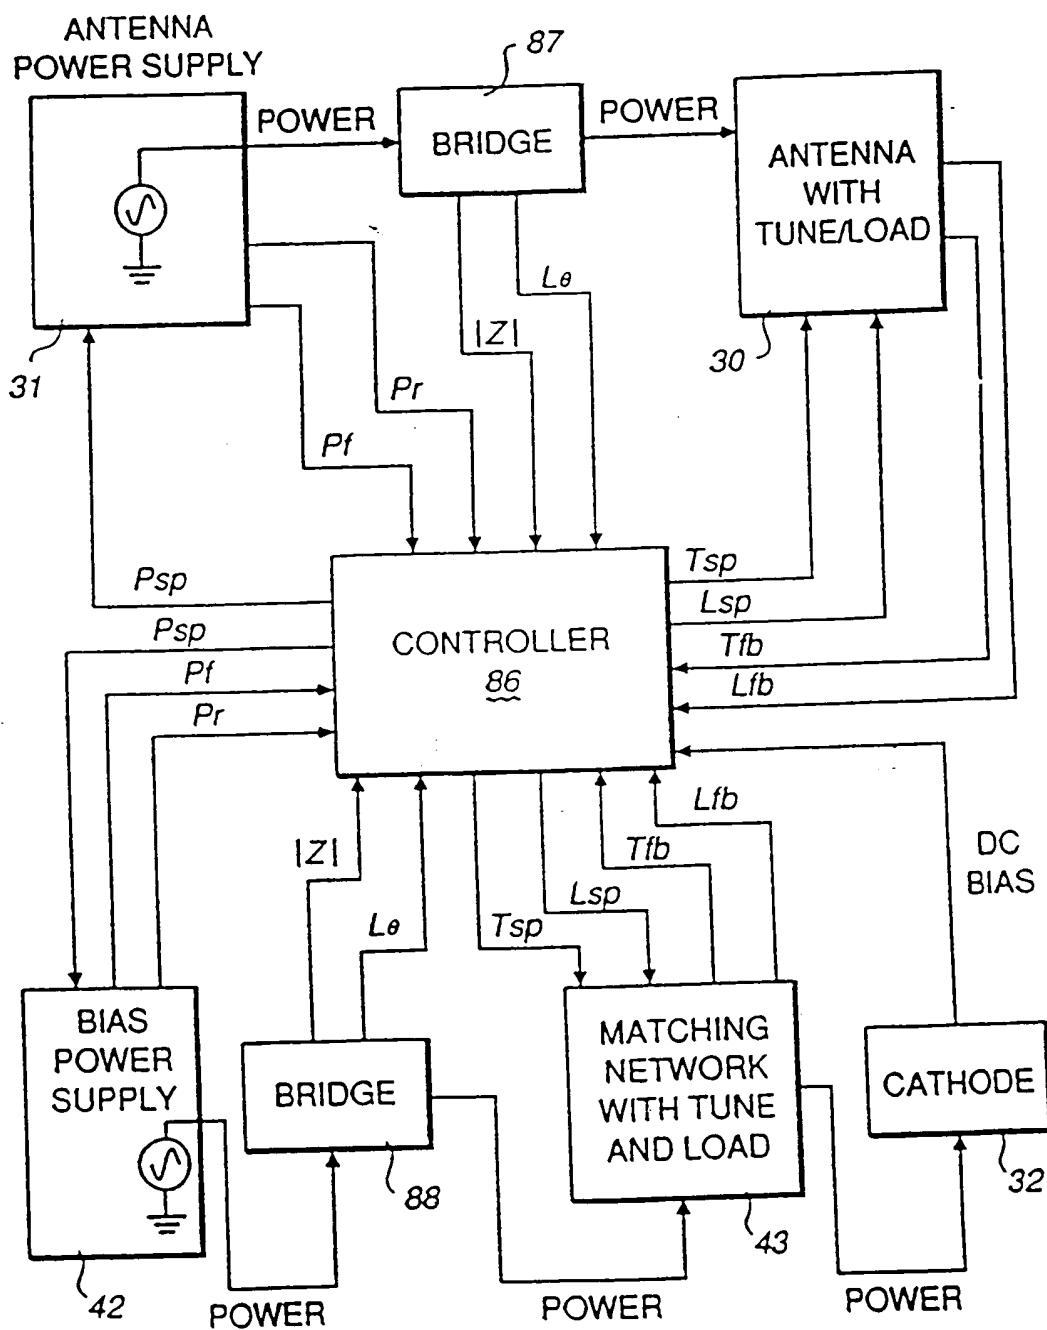 ANTENNA
POWER SUPPLY
87
POWER
BRIDGE
POWER
ANTENNA
WITH
TUNE/LOAD
31
30
Lθ
|Z|
Pr
Pf
Psp
Psp
Pf
Pr
CONTROLLER
86
Tsp
Lsp
Tfb
Lfb
|Z|
Lθ
Tsp
Lsp
Tfb
Lfb
DC
BIAS
BIAS
POWER
SUPPLY
BRIDGE
MATCHING
NETWORK
WITH TUNE
AND LOAD
CATHODE
42
88
43
32
POWER
POWER
POWER